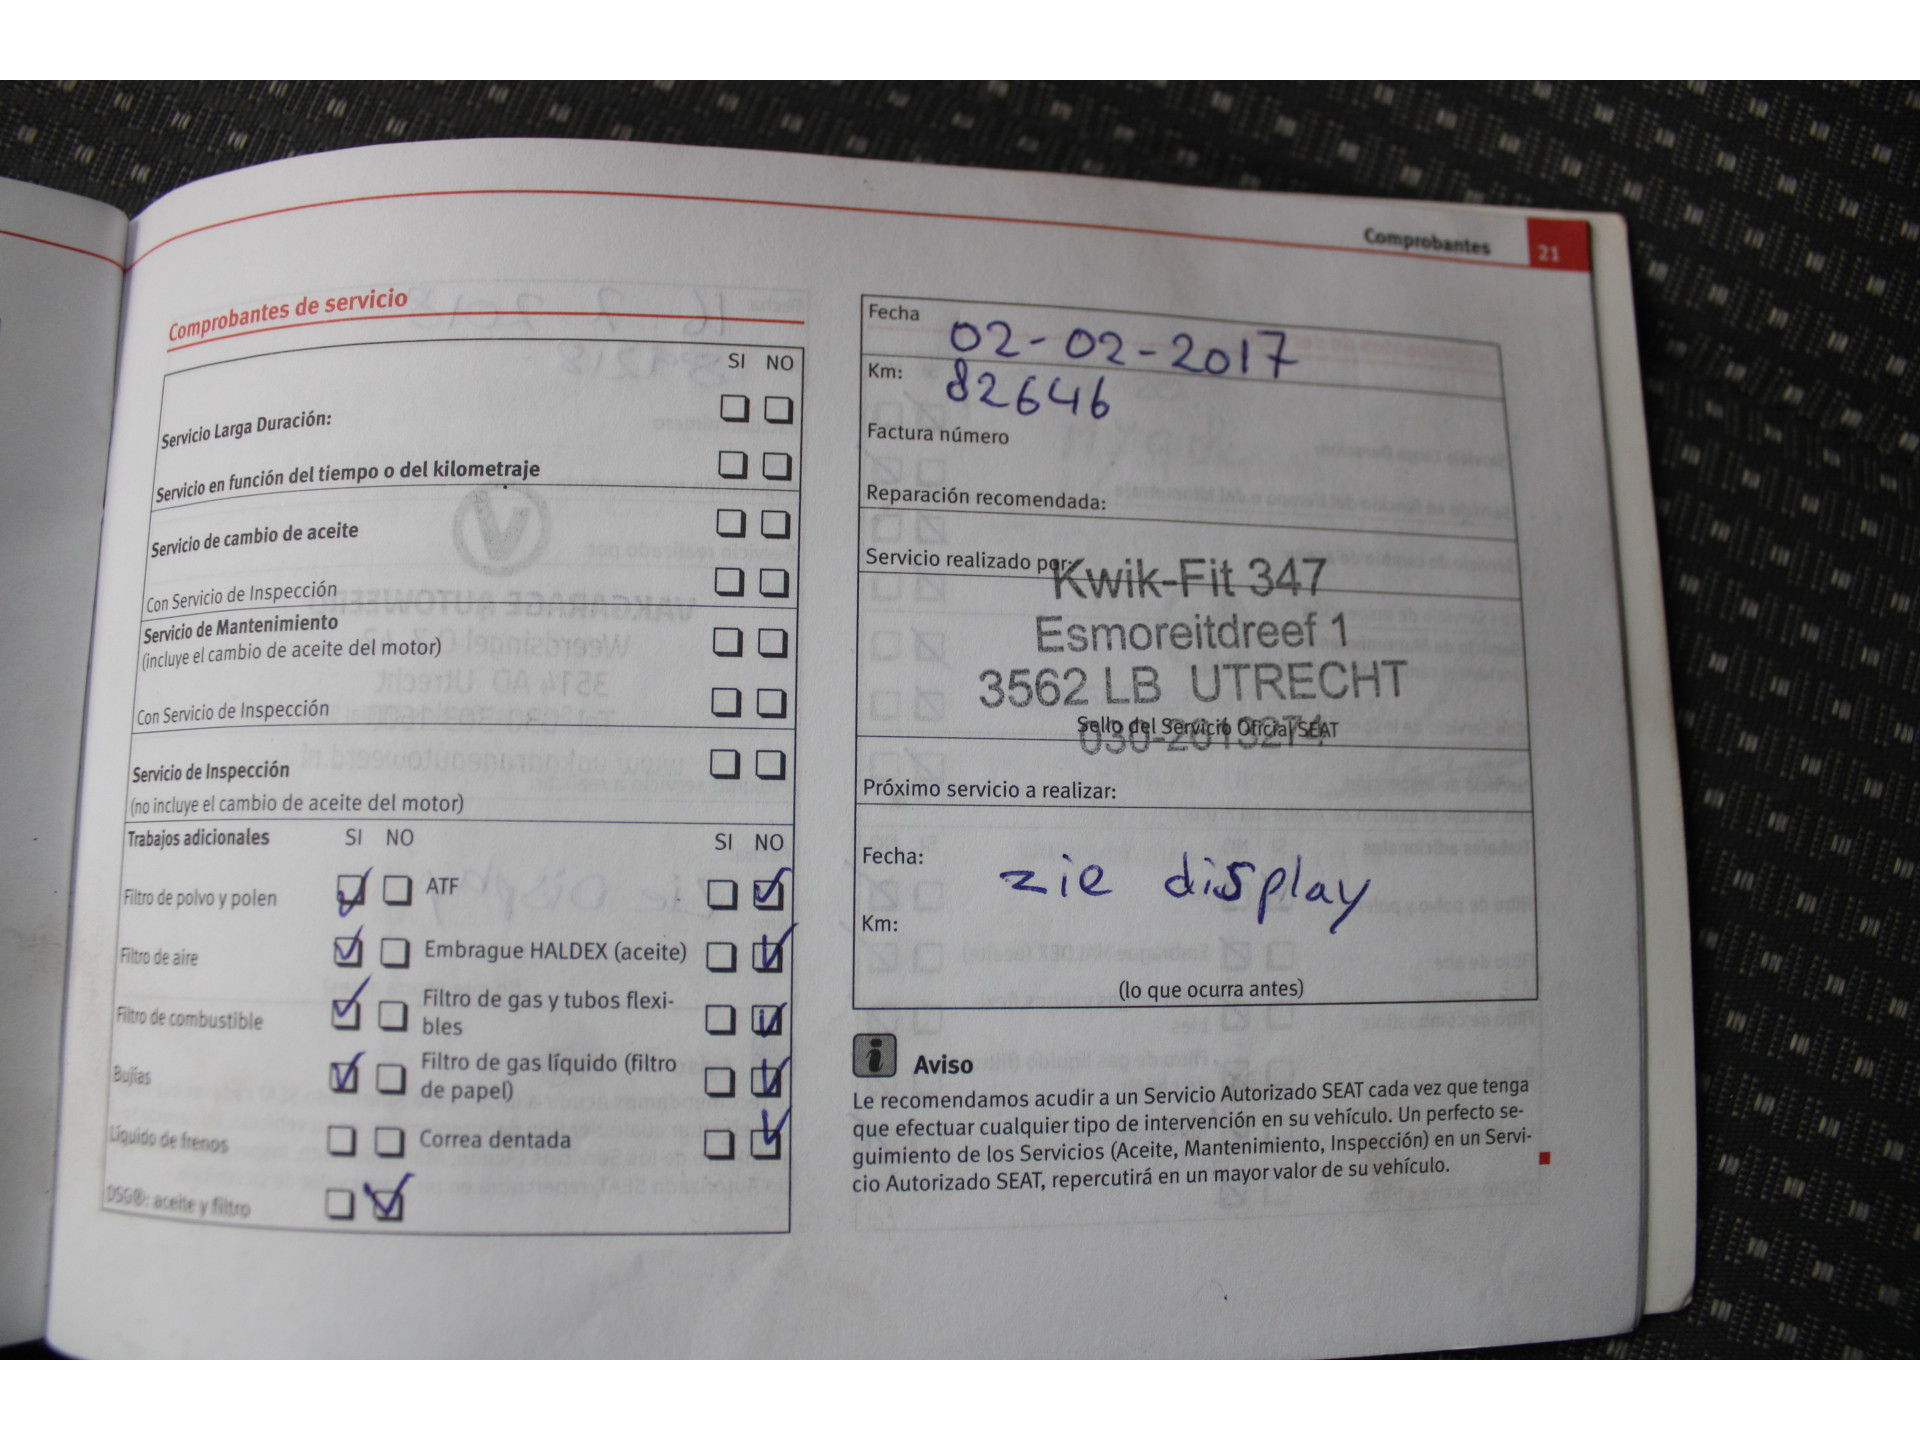 Comprobantes 21
Comprobantes de servicio
SI NO
Servicio Larga Duración:
Servicio en función del tiempo o del kilometraje
Servicio de cambio de aceite
Con Servicio de Inspección
Servicio de Mantenimiento
(incluye el cambio de aceite del motor)
Con Servicio de Inspección
Servicio de Inspección
(no incluye el cambio de aceite del motor)
Trabajos adicionales SI NO SI NO
Filtro de polvo y polen ATF
Filtro de aire Embrague HALDEX (aceite)
Filtro de combustible Filtro de gas y tubos flexi-
bles
Bujías Filtro de gas líquido (filtro
de papel)
Líquido de frenos Correa dentada
DSG®: aceite y filtro
Fecha 02-02-2017
Km: 82646
Factura número
Reparación recomendada:
Servicio realizado por:
Kwik-Fit 347
Esmoreitdreef 1
3562 LB UTRECHT
Sello del Servicio Oficial SEAT
Próximo servicio a realizar:
Fecha: zie display
Km:
(lo que ocurra antes)
i Aviso
Le recomendamos acudir a un Servicio Autorizado SEAT cada vez que tenga
que efectuar cualquier tipo de intervención en su vehículo. Un perfecto se-
guimiento de los Servicios (Aceite, Mantenimiento, Inspección) en un Servi-
cio Autorizado SEAT, repercutirá en un mayor valor de su vehículo.